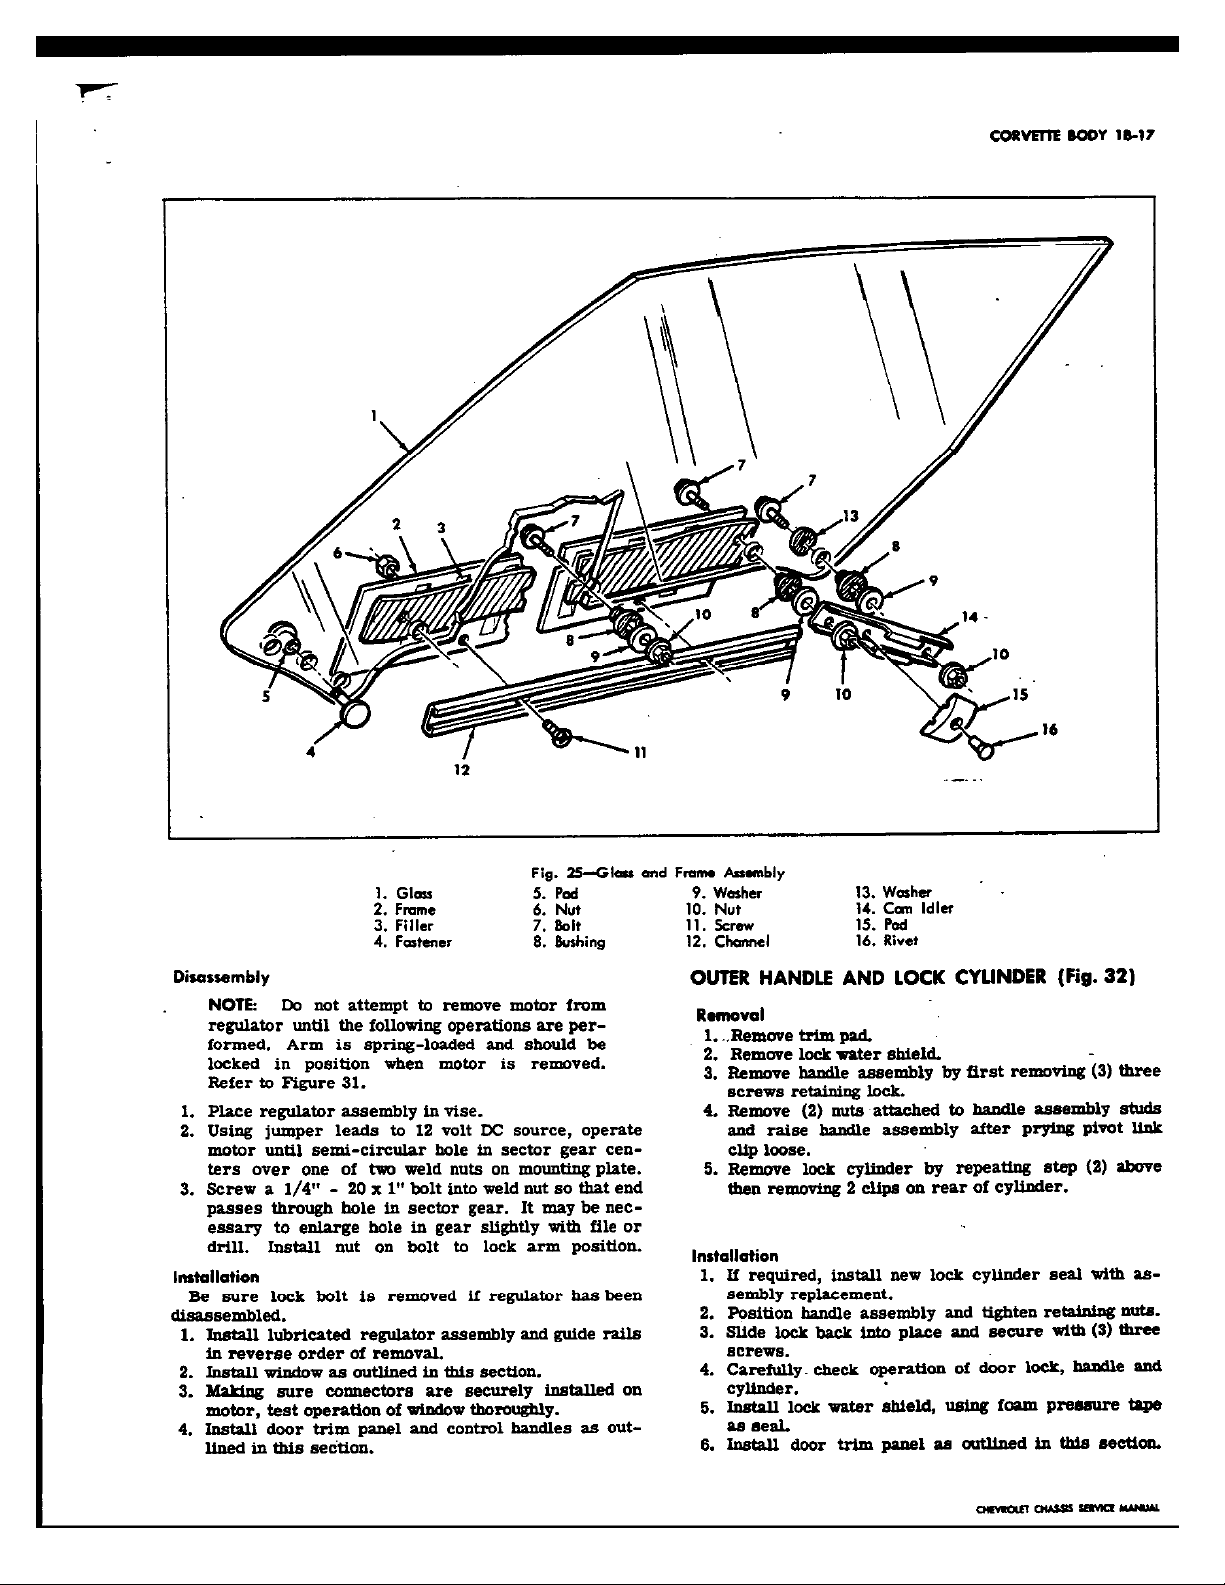 CORVETTE BODY 1B-17
1
2
3
7
7
7
13
6
8
9
10
8
14
8
9
10
5
9
10
15
4
11
16
12
Fig. 25—Glass and Frame Assembly
1. Glass
2. Frame
3. Filler
4. Fastener
5. Pad
6. Nut
7. Bolt
8. Bushing
9. Washer
10. Nut
11. Screw
12. Channel
13. Washer
14. Cam Idler
15. Pad
16. Rivet
Disassembly
NOTE: Do not attempt to remove motor from
regulator until the following operations are per-
formed. Arm is spring-loaded and should be
locked in position when motor is removed.
Refer to Figure 31.
1. Place regulator assembly in vise.
2. Using jumper leads to 12 volt DC source, operate
motor until semi-circular hole in sector gear cen-
ters over one of two weld nuts on mounting plate.
3. Screw a 1/4" - 20 x 1" bolt into weld nut so that end
passes through hole in sector gear. It may be nec-
essary to enlarge hole in gear slightly with file or
drill. Install nut on bolt to lock arm position.
Installation
Be sure lock bolt is removed if regulator has been
disassembled.
1. Install lubricated regulator assembly and guide rails
in reverse order of removal.
2. Install window as outlined in this section.
3. Making sure connectors are securely installed on
motor, test operation of window thoroughly.
4. Install door trim panel and control handles as out-
lined in this section.
OUTER HANDLE AND LOCK CYLINDER (Fig. 32)
Removal
1. Remove trim pad.
2. Remove lock water shield.
3. Remove handle assembly by first removing (3) three
screws retaining lock.
4. Remove (2) nuts attached to handle assembly studs
and raise handle assembly after prying pivot link
clip loose.
5. Remove lock cylinder by repeating step (2) above
then removing 2 clips on rear of cylinder.
Installation
1. If required, install new lock cylinder seal with as-
sembly replacement.
2. Position handle assembly and tighten retaining nuts.
3. Slide lock back into place and secure with (3) three
screws.
4. Carefully check operation of door lock, handle and
cylinder.
5. Install lock water shield, using foam pressure tape
as seal.
6. Install door trim panel as outlined in this section.
CHEVROLET CHASSIS SERVICE MANUAL